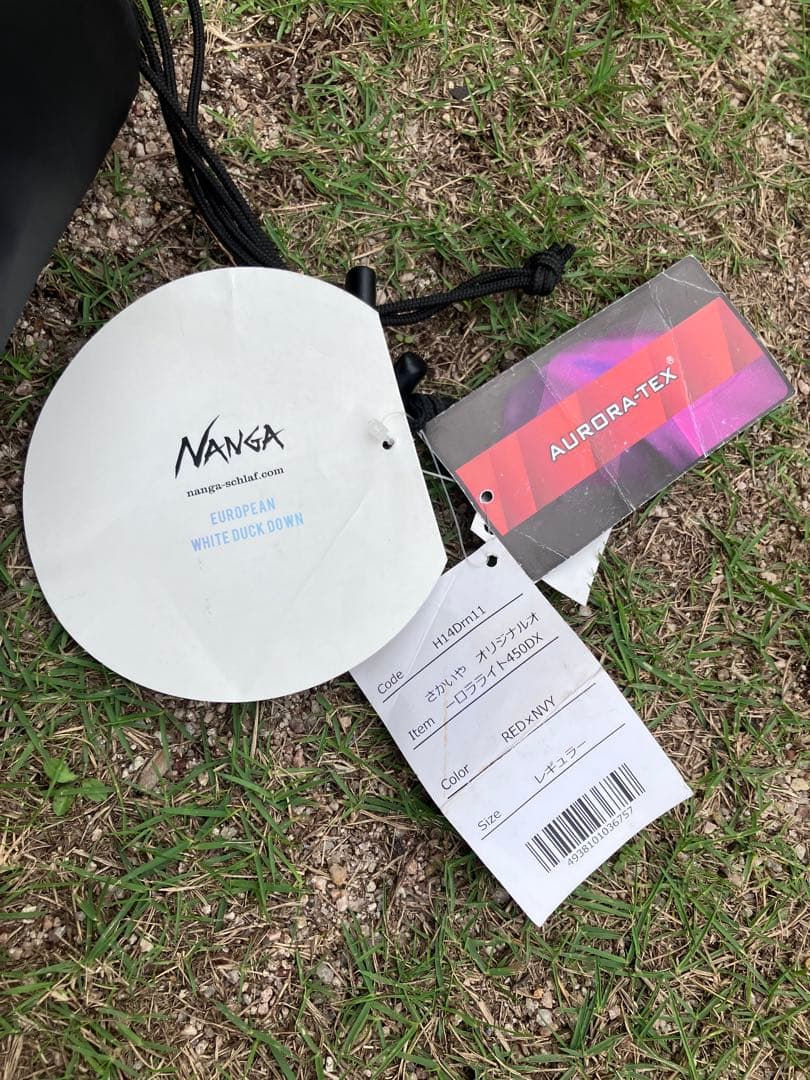 NANGA
nanga-schlaf.com
EUROPEAN
WHITE DUCK DOWN
AURORA-TEX®
Code H14Drn11
Item さかいや オリジナルオ
ーロラライト450DX
Color RED×NVY
Size レギュラー
4938101036757